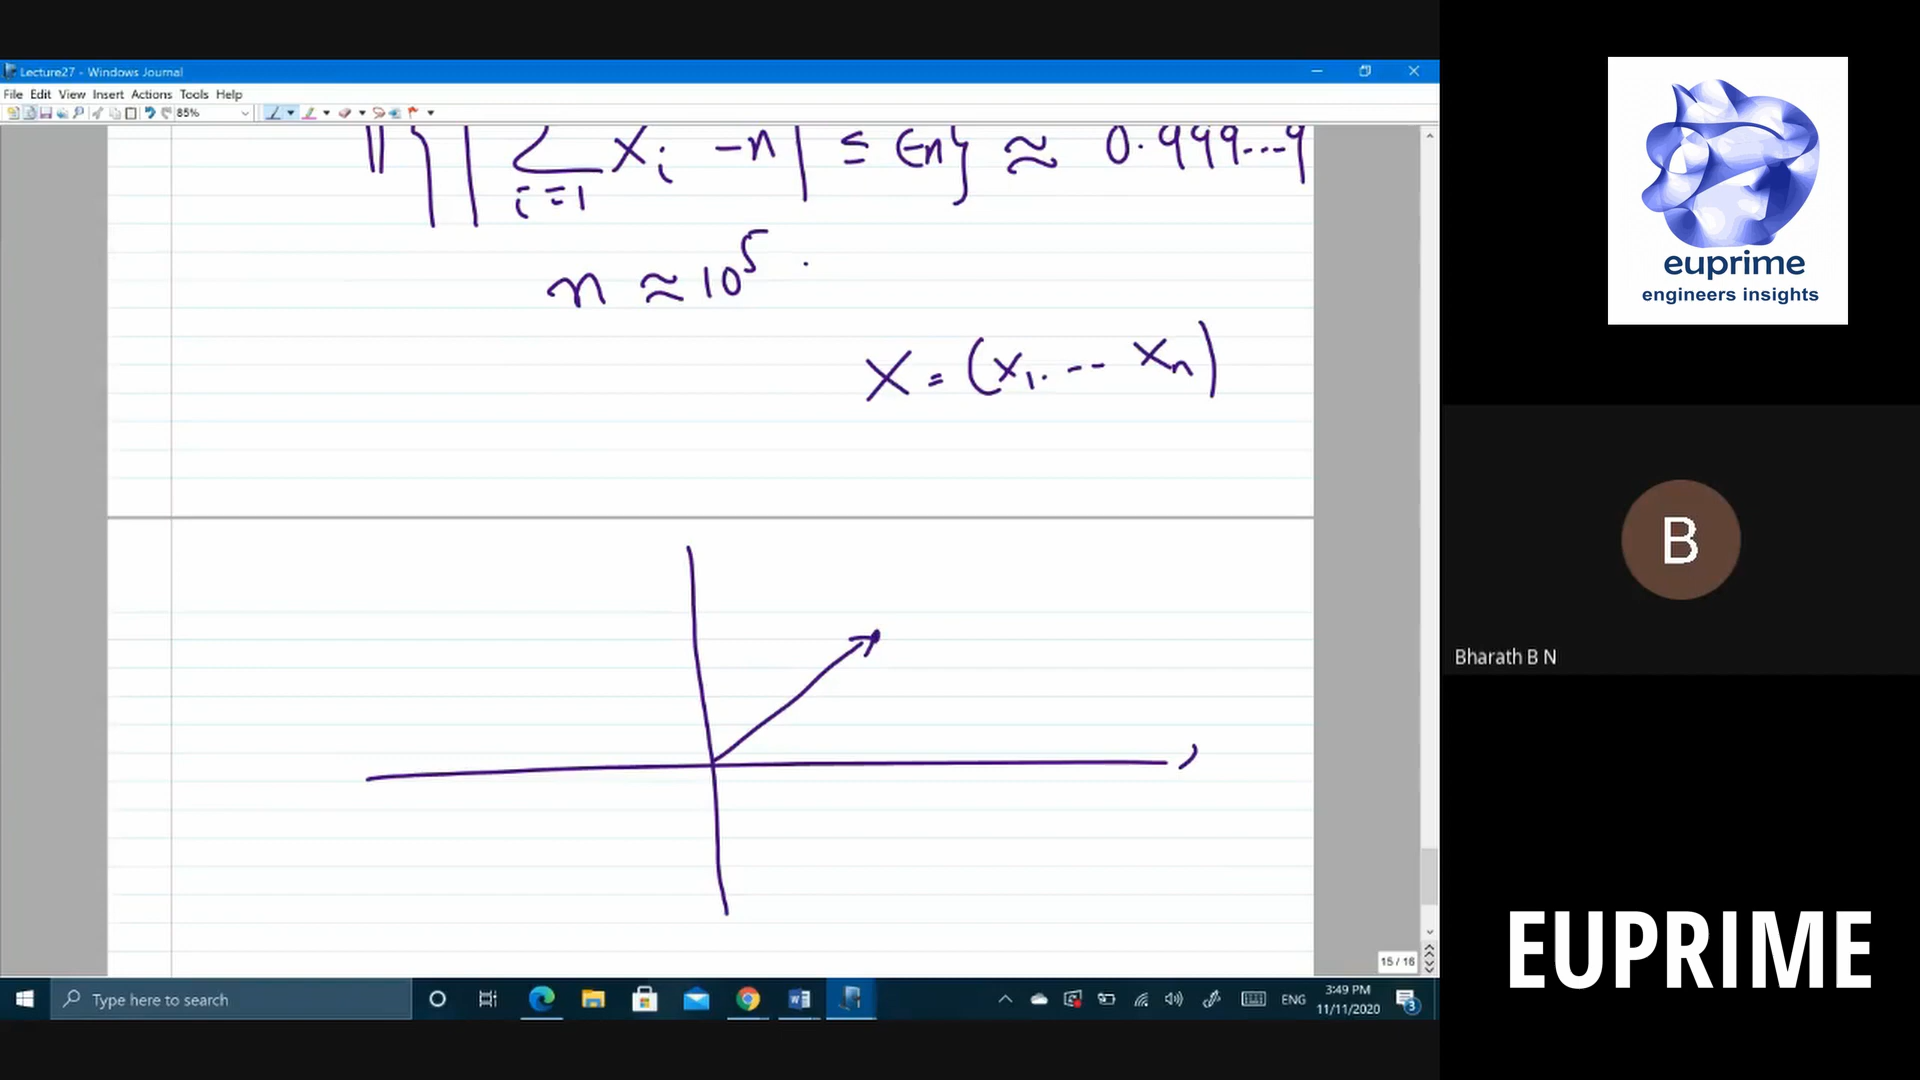 Lecture27 - Windows Journal
File Edit View Insert Actions Tools Help
85%
| ∑ Xᵢ - n | ≤ ∈n} ≈ 0.999...9
i=1
n ≈ 10⁵.
X = (X₁. --- Xₙ)
15 / 16
Type here to search
ENG
3:49 PM
11/11/2020
3
euprime
engineers insights
B
Bharath B N
EUPRIME